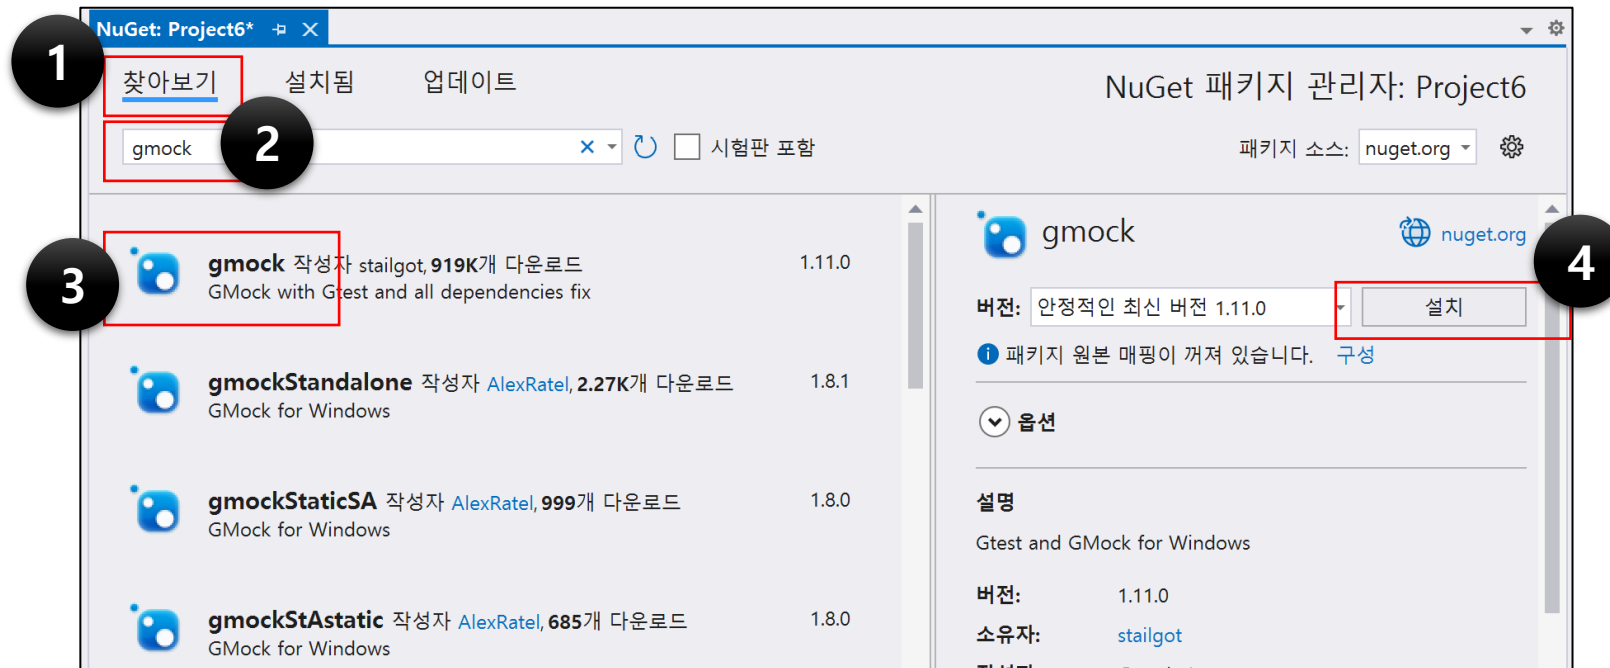 NuGet: Project6*
1
찾아보기 설치됨 업데이트
NuGet 패키지 관리자: Project6
2
gmock
시험판 포함
패키지 소스: nuget.org
3
gmock 작성자 stailgot, 919K개 다운로드 1.11.0
GMock with Gtest and all dependencies fix
gmockStandalone 작성자 AlexRatel, 2.27K개 다운로드 1.8.1
GMock for Windows
gmockStaticSA 작성자 AlexRatel, 999개 다운로드 1.8.0
GMock for Windows
gmockStAstatic 작성자 AlexRatel, 685개 다운로드 1.8.0
GMock for Windows
gmock
nuget.org
4
버전: 안정적인 최신 버전 1.11.0 설치
패키지 원본 매핑이 꺼져 있습니다. 구성
옵션
설명
Gtest and GMock for Windows
버전: 1.11.0
소유자: stailgot